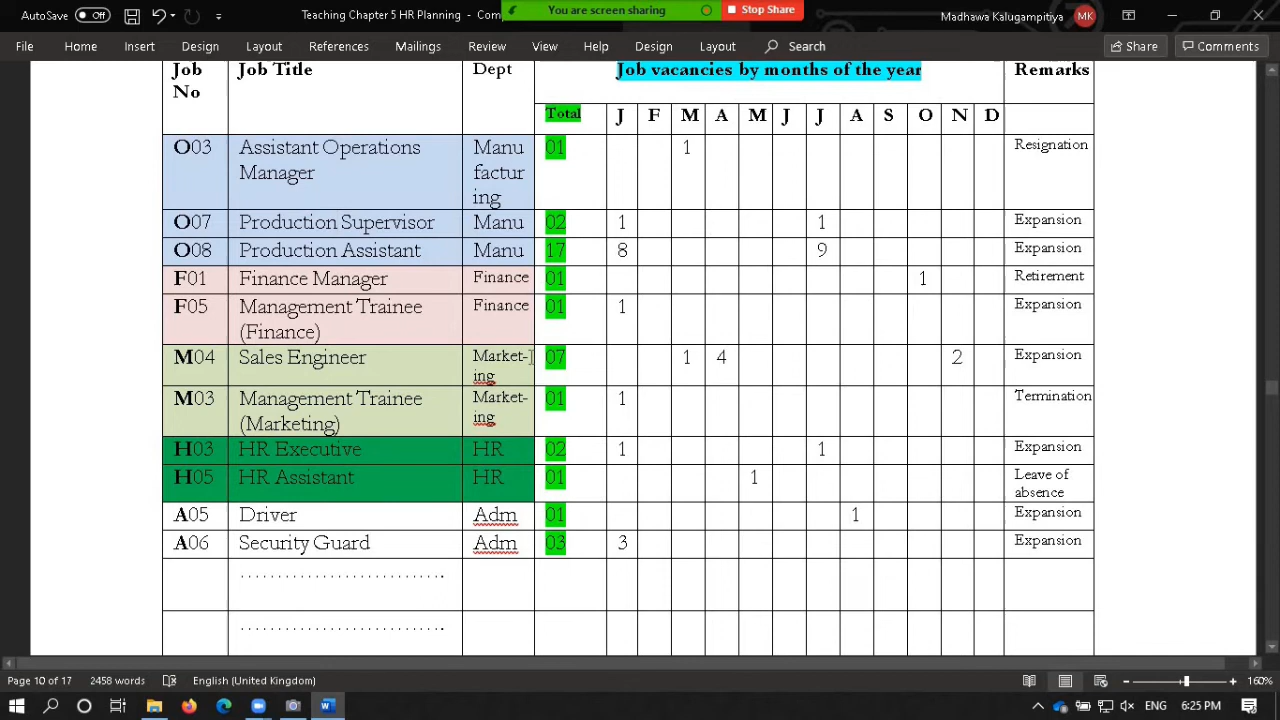 AutoSave Off
Teaching Chapter 5 HR Planning - Com
You are screen sharing
Stop Share
Madhawa Kalugampitiya MK
File Home Insert Design Layout References Mailings Review View Help Design Layout Search Share Comments
Job Job Title Dept Job vacancies by months of the year Remarks
No
Total J F M A M J J A S O N D
O03 Assistant Operations Manu 01 1 Resignation
Manager factur
ing
O07 Production Supervisor Manu 02 1 1 Expansion
O08 Production Assistant Manu 17 8 9 Expansion
F01 Finance Manager Finance 01 1 Retirement
F05 Management Trainee Finance 01 1 Expansion
(Finance)
M04 Sales Engineer Market- 07 1 4 2 Expansion
ing
M03 Management Trainee Market- 01 1 Termination
(Marketing) ing
H03 HR Executive HR 02 1 1 Expansion
H05 HR Assistant HR 01 1 Leave of
absence
A05 Driver Adm 01 1 Expansion
A06 Security Guard Adm 03 3 Expansion
………………………….
………………………….
Page 10 of 17 2458 words English (United Kingdom) 160%
ENG 6:25 PM